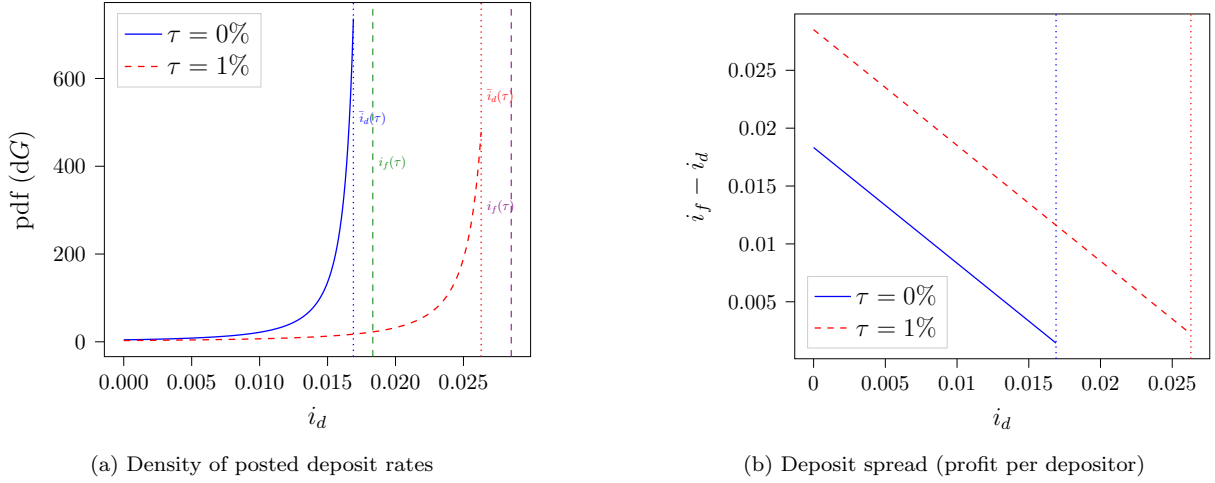 τ = 0%
τ = 1%
pdf (dG)
600
400
200
0
0.000
0.005
0.010
0.015
0.020
0.025
i_d
ī_d(τ)
i_f(τ)
ī_d(τ)
i_f(τ)
(a) Density of posted deposit rates
i_f − i_d
0.025
0.02
0.015
0.01
0.005
τ = 0%
τ = 1%
0
0.005
0.01
0.015
0.02
0.025
i_d
(b) Deposit spread (profit per depositor)